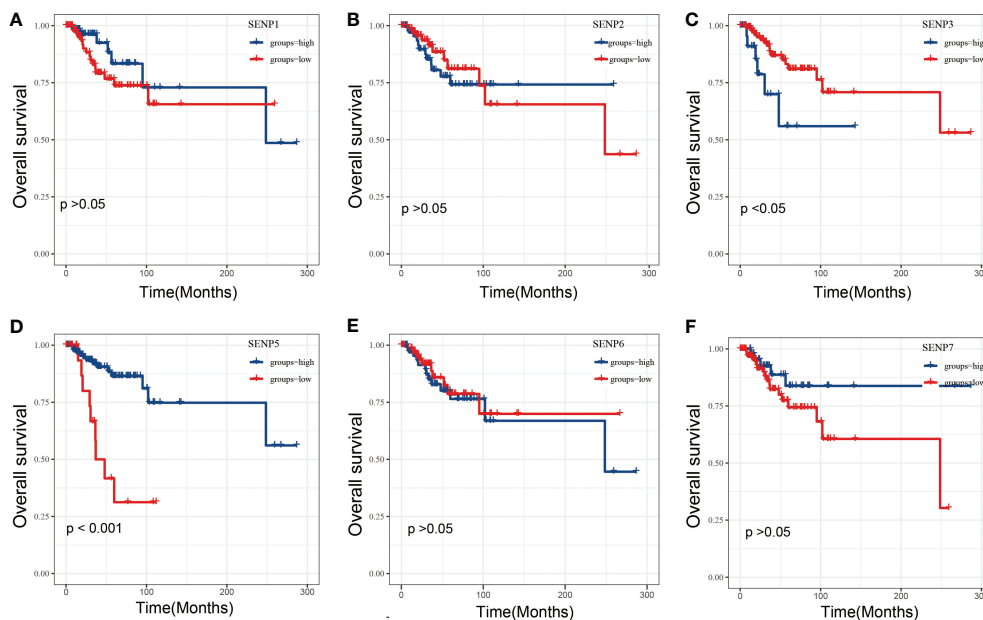 A
SENP1
groups=high
groups=low
1.00
0.75
0.50
0.25
0.00
Overall survival
p >0.05
0 100 200 300
Time(Months)
B
SENP2
groups=high
groups=low
1.00
0.75
0.50
0.25
0.00
Overall survival
p >0.05
0 100 200 300
Time(Months)
C
SENP3
groups=high
groups=low
1.00
0.75
0.50
0.25
0.00
Overall survival
p <0.05
0 100 200 300
Time(Months)
D
SENP5
groups=high
groups=low
1.00
0.75
0.50
0.25
0.00
Overall survival
p < 0.001
0 100 200 300
Time(Months)
E
SENP6
groups=high
groups=low
1.00
0.75
0.50
0.25
0.00
Overall survival
p >0.05
0 100 200 300
Time(Months)
F
SENP7
groups=high
groups=low
1.00
0.75
0.50
0.25
0.00
Overall survival
p >0.05
0 100 200 300
Time(Months)